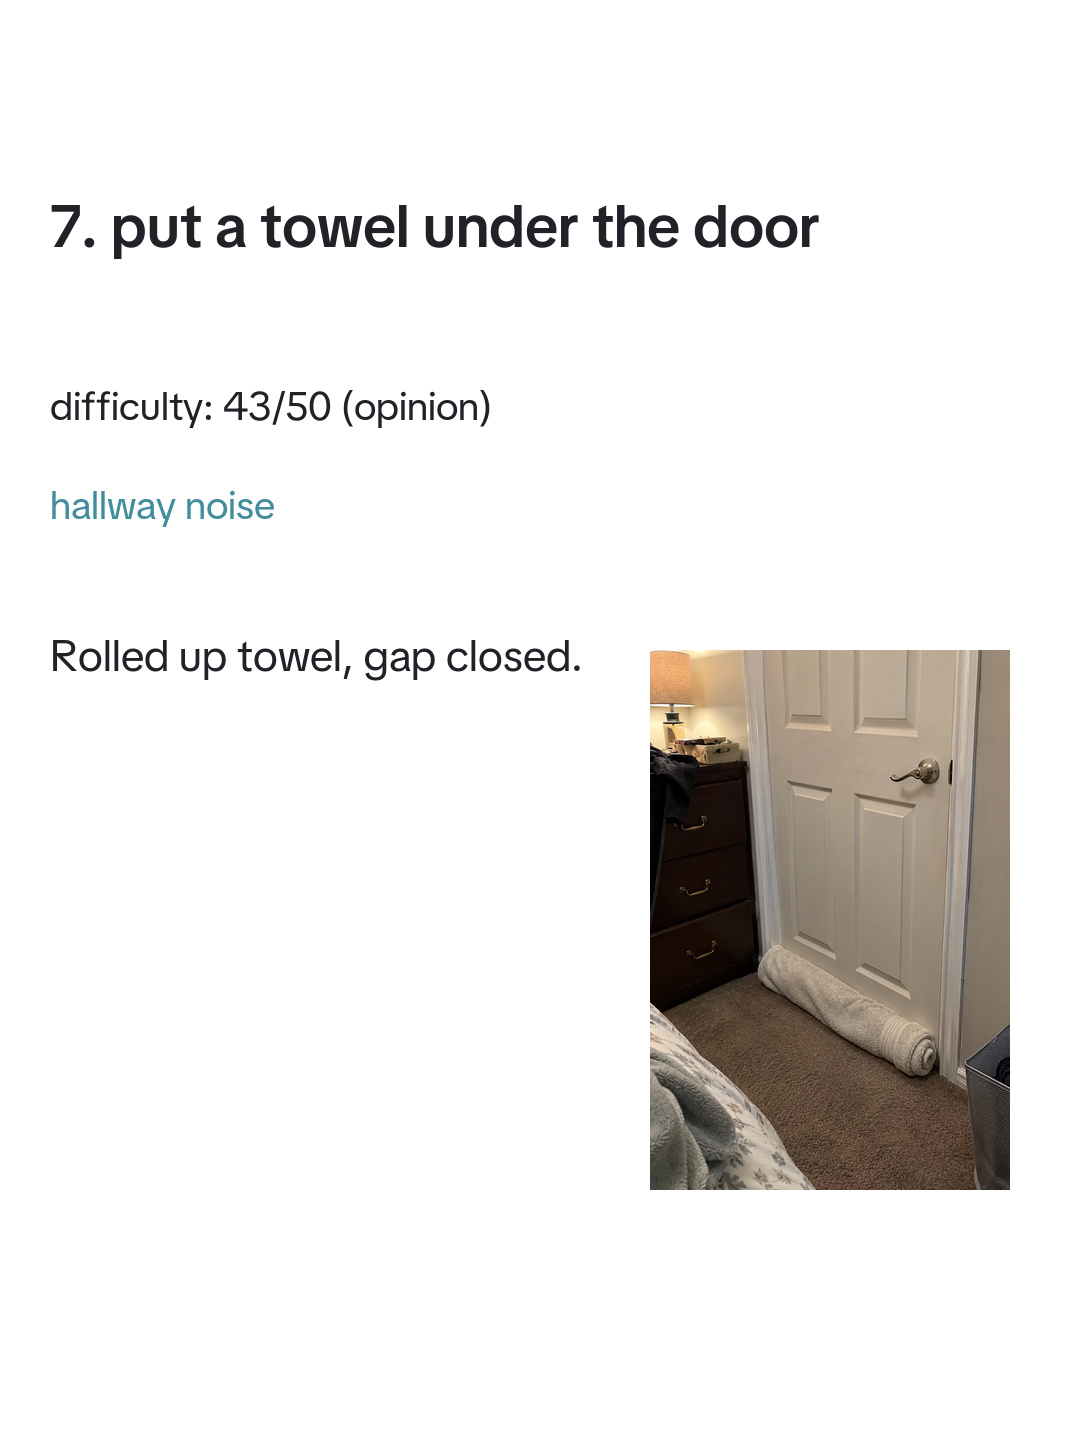 7. put a towel under the door
difficulty: 43/50 (opinion)
hallway noise
Rolled up towel, gap closed.